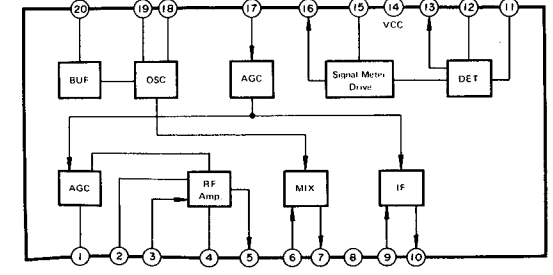 20 19 18 17 16 15 14 13 12 11
VCC
BUF OSC AGC Signal Meter Drive DET
AGC RF Amp. MIX IF
1 2 3 4 5 6 7 8 9 10